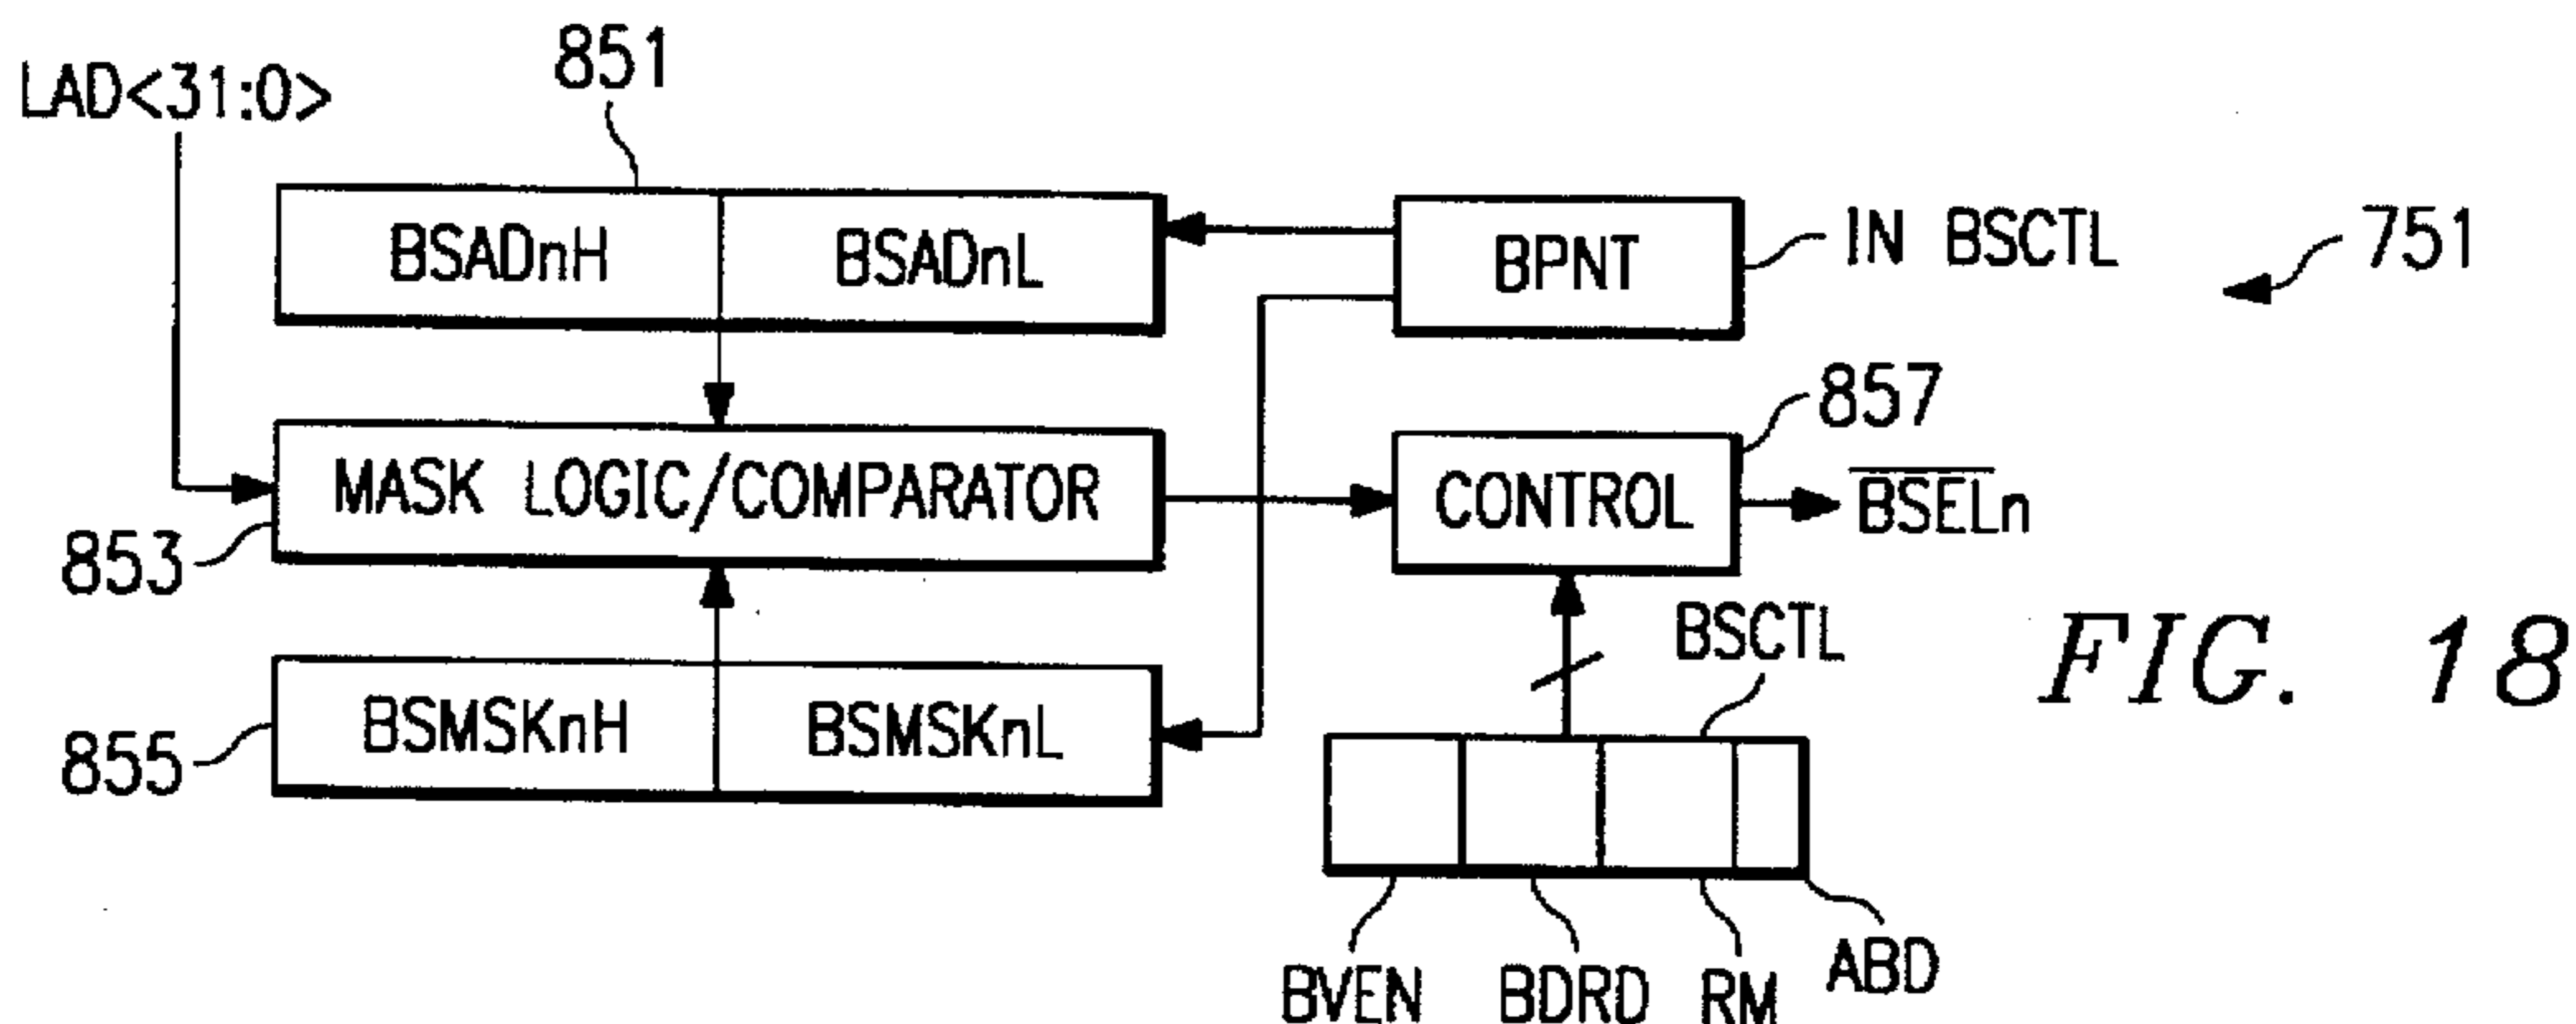 851
LAD<31:0>
BSADnH BSADnL
BPNT
IN BSCTL
751
MASK LOGIC/COMPARATOR
853
CONTROL
857
BSELn
BSMSKnH BSMSKnL
855
BSCTL
BVEN BDRD RM ABD
FIG. 18